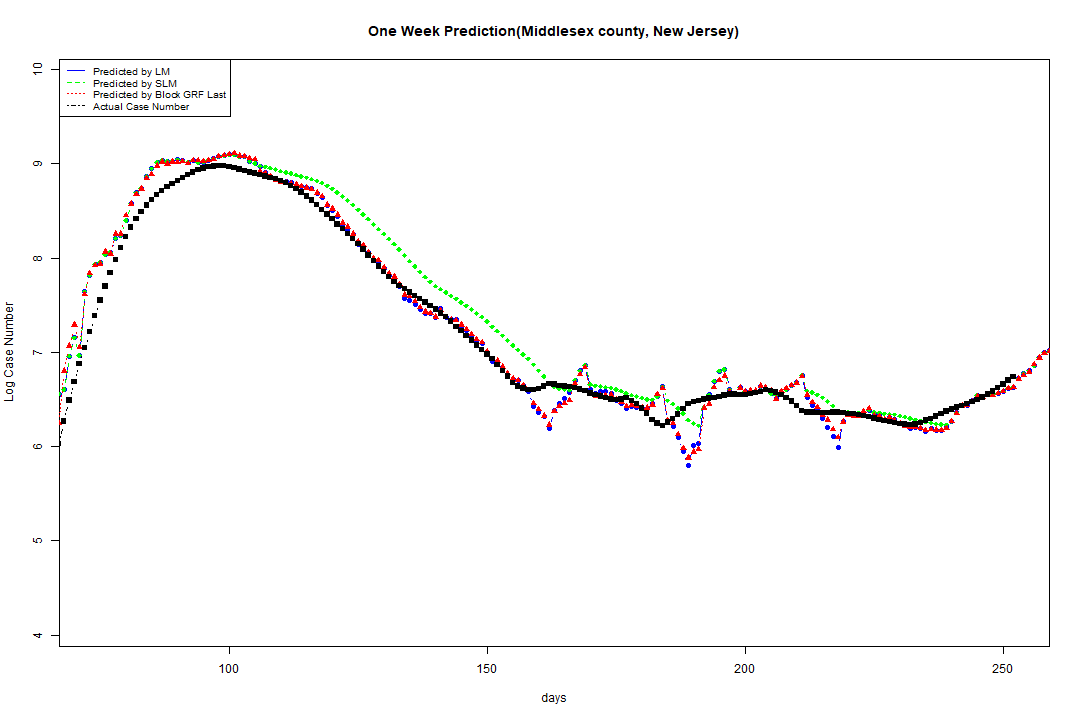 One Week Prediction(Middlesex county, New Jersey)
Predicted by LM
Predicted by SLM
Predicted by Block GRF Last
Actual Case Number
10
9
8
7
6
5
4
Log Case Number
100 150 200 250
days